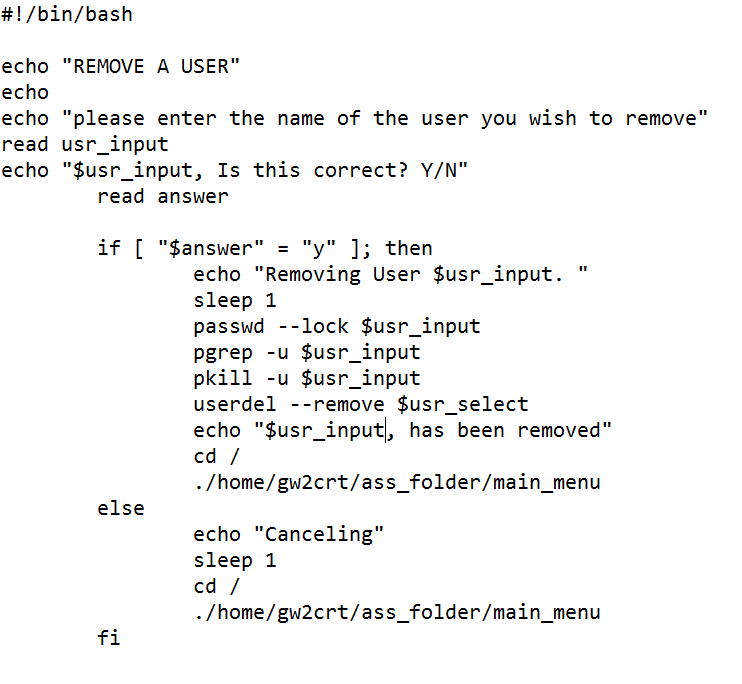 #!/bin/bash

echo "REMOVE A USER"
echo
echo "please enter the name of the user you wish to remove"
read usr_input
echo "$usr_input, Is this correct? Y/N"
        read answer

        if [ "$answer" = "y" ]; then
                echo "Removing User $usr_input. "
                sleep 1
                passwd --lock $usr_input
                pgrep -u $usr_input
                pkill -u $usr_input
                userdel --remove $usr_select
                echo "$usr_input, has been removed"
                cd /
                ./home/gw2crt/ass_folder/main_menu
        else
                echo "Canceling"
                sleep 1
                cd /
                ./home/gw2crt/ass_folder/main_menu
        fi